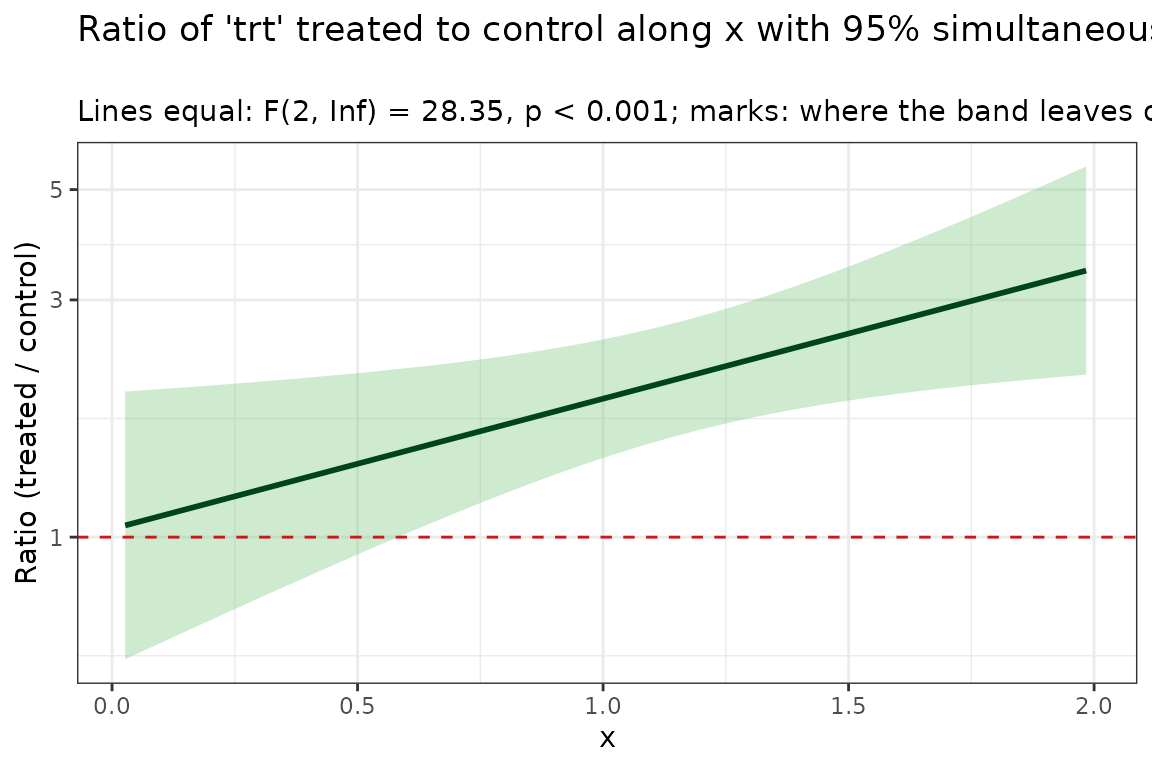 Ratio of 'trt' treated to control along x with 95% simultaneous
Lines equal: F(2, Inf) = 28.35, p < 0.001; marks: where the band leaves
5
3
1
Ratio (treated / control)
0.0 0.5 1.0 1.5 2.0
x